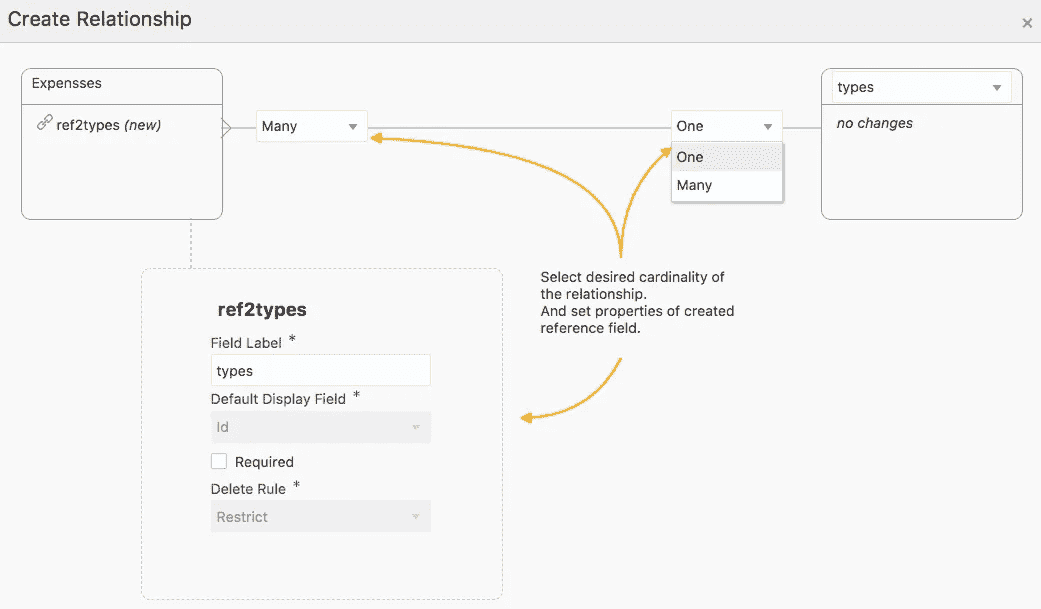 Create Relationship
×
Expensses
types
ref2types (new)
Many
One
no changes
One
Many
Select desired cardinality of
the relationship.
And set properties of created
reference field.
ref2types
Field Label *
types
Default Display Field *
Id
Required
Delete Rule *
Restrict